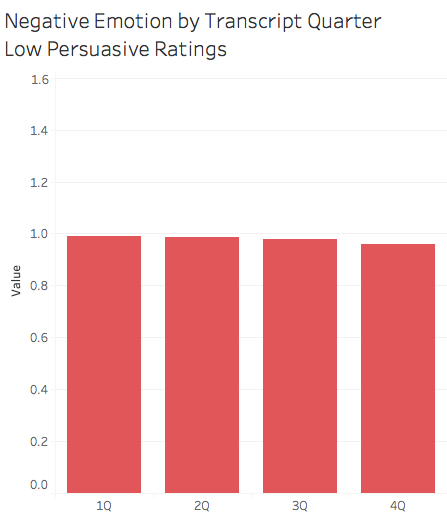 Negative Emotion by Transcript Quarter
Low Persuasive Ratings
1.6
1.4
1.2
1.0
0.8
0.6
0.4
0.2
0.0
Value
1Q 2Q 3Q 4Q